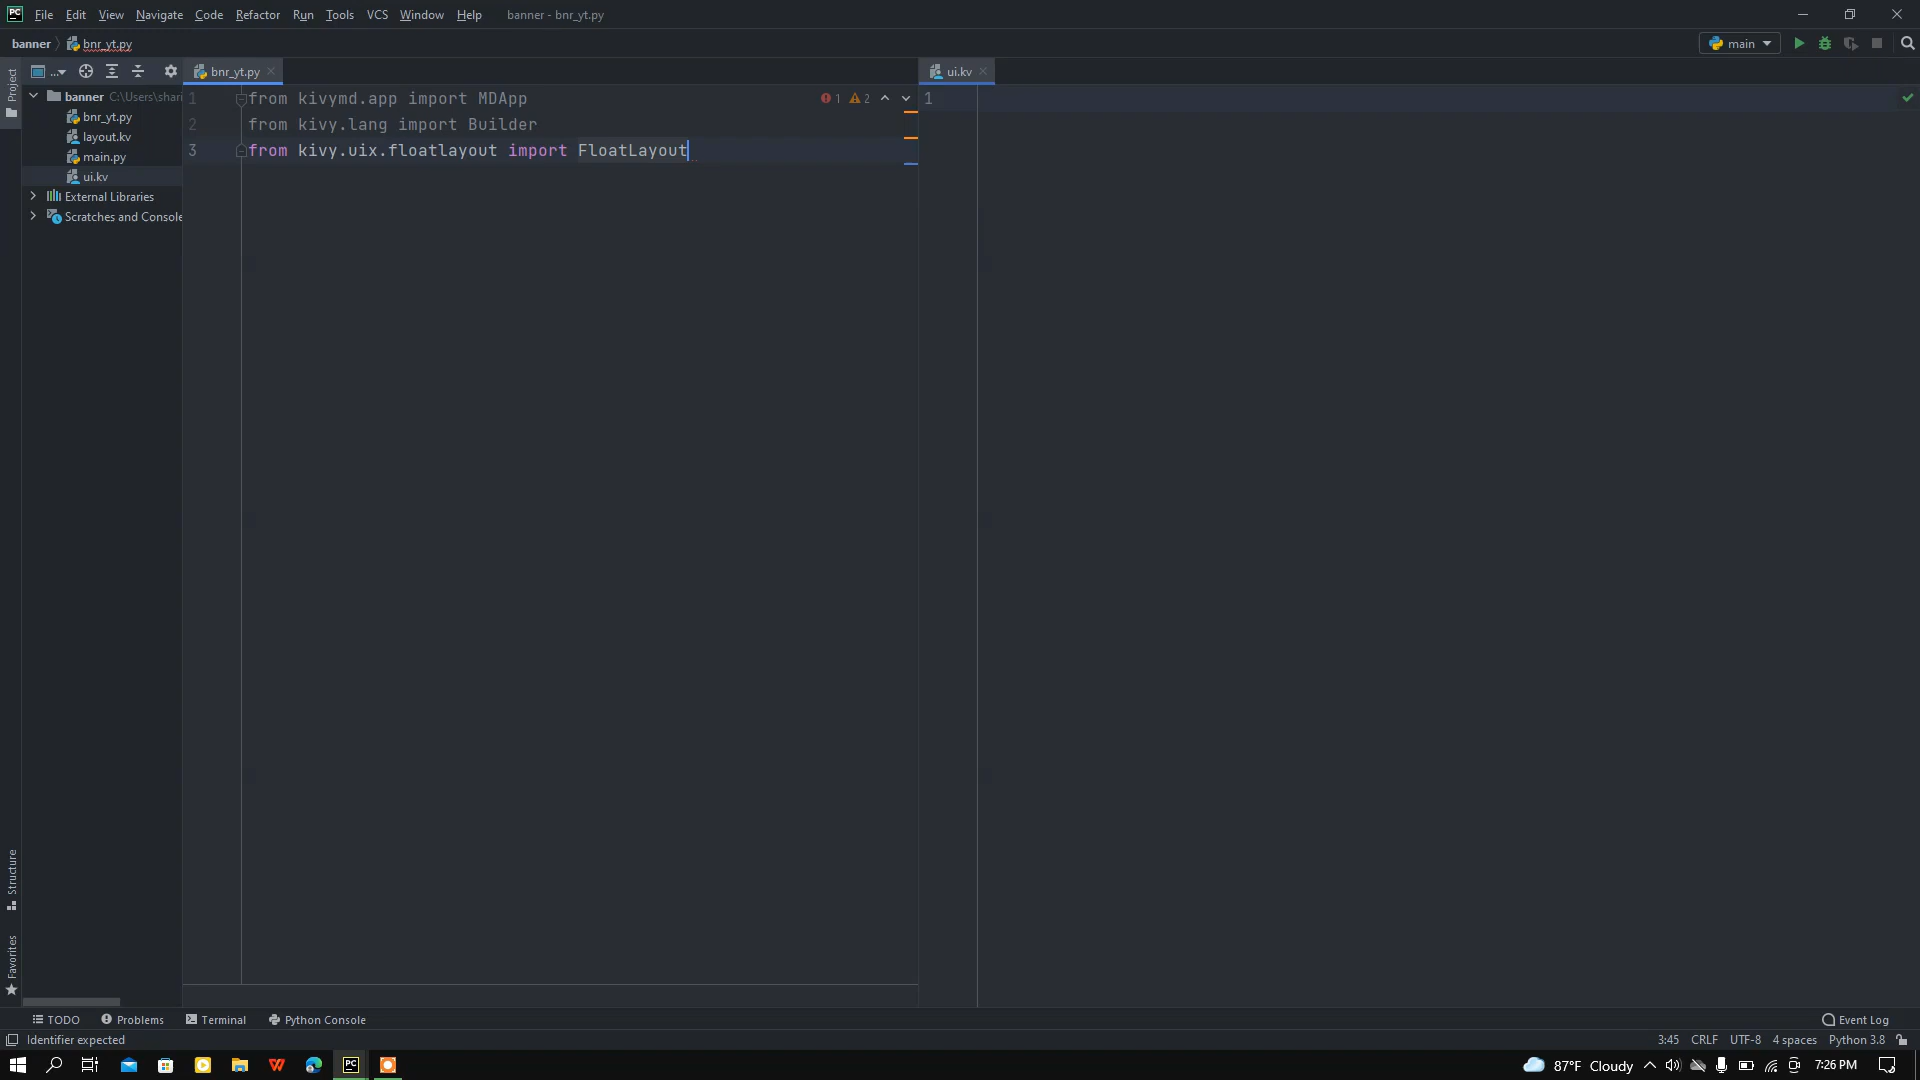 PC File Edit View Navigate Code Refactor Run Tools VCS Window Help banner - bnr_yt.py
banner bnr_yt.py main
Project ... bnr_yt.py ui.kv
banner C:\Users\shari
bnr_yt.py
layout.kv
main.py
ui.kv
External Libraries
Scratches and Console
1 from kivymd.app import MDApp 1 2
2 from kivy.lang import Builder
3 from kivy.uix.floatlayout import FloatLayout
1
Structure
Favorites
TODO Problems Terminal Python Console Event Log
Identifier expected 3:45 CRLF UTF-8 4 spaces Python 3.8
W PC 87°F Cloudy 7:26 PM